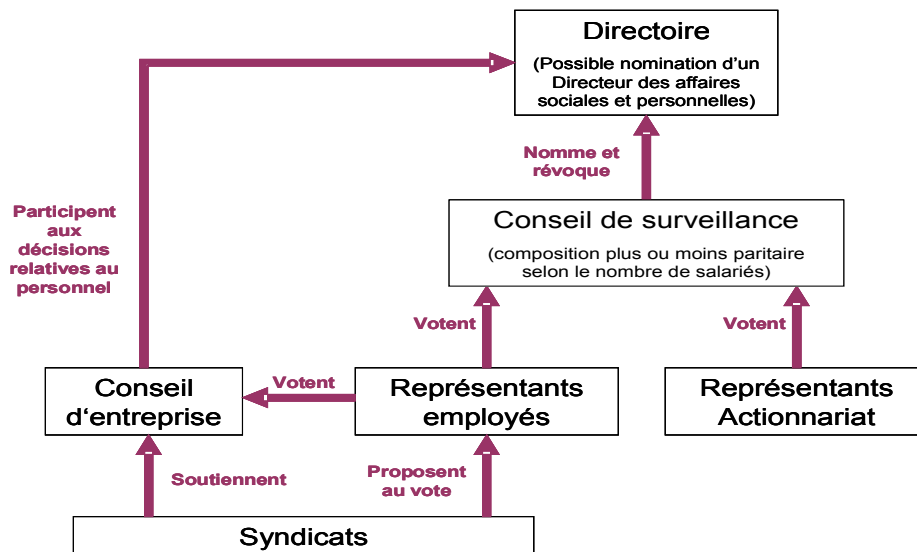 Directoire
(Possible nomination d'un
Directeur des affaires
sociales et personnelles)
Nomme et
révoque
Participent
aux
décisions
relatives au
personnel
Conseil de surveillance
(composition plus ou moins paritaire
selon le nombre de salariés)
Votent
Votent
Conseil
d'entreprise
Votent
Représentants
employés
Représentants
Actionnariat
Soutiennent
Proposent
au vote
Syndicats